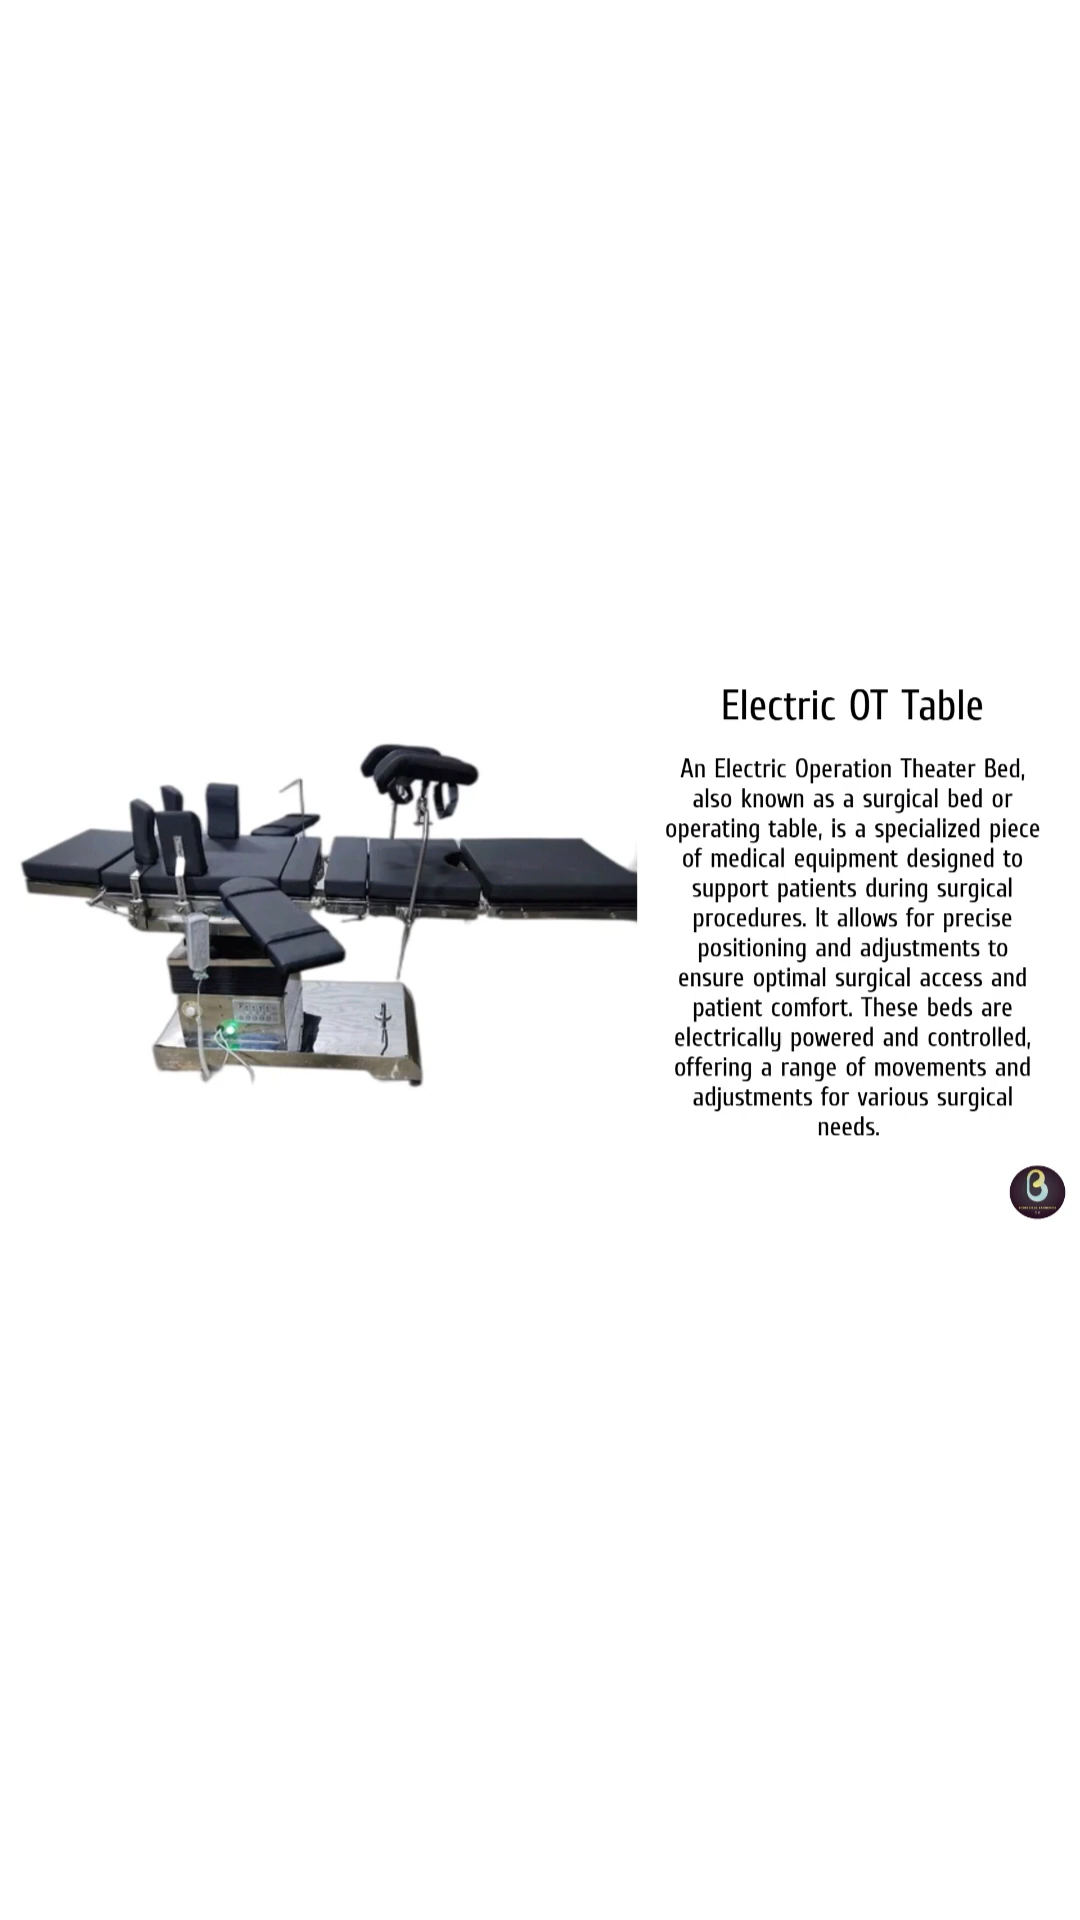 Electric OT Table
An Electric Operation Theater Bed,
also known as a surgical bed or
operating table, is a specialized piece
of medical equipment designed to
support patients during surgical
procedures. It allows for precise
positioning and adjustments to
ensure optimal surgical access and
patient comfort. These beds are
electrically powered and controlled,
offering a range of movements and
adjustments for various surgical
needs.